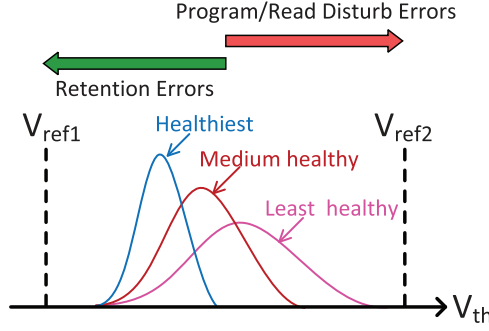 Program/Read Disturb Errors
Retention Errors
Vref1
Healthiest
Vref2
Medium healthy
Least healthy
Vth